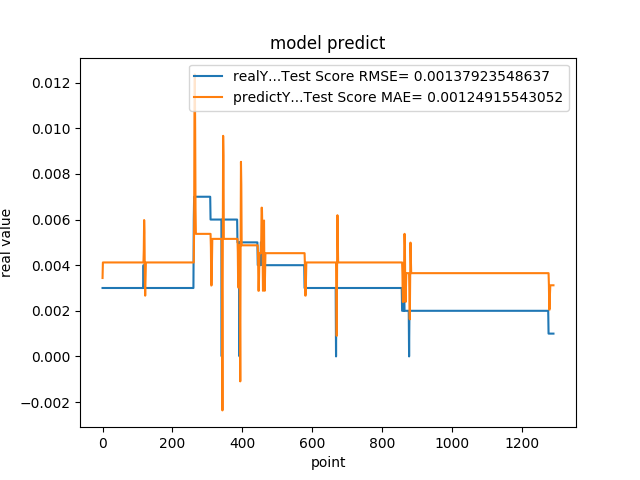 model predict
realY...Test Score RMSE= 0.00137923548637
predictY...Test Score MAE= 0.00124915543052
real value
0.012
0.010
0.008
0.006
0.004
0.002
0.000
−0.002
0 200 400 600 800 1000 1200
point